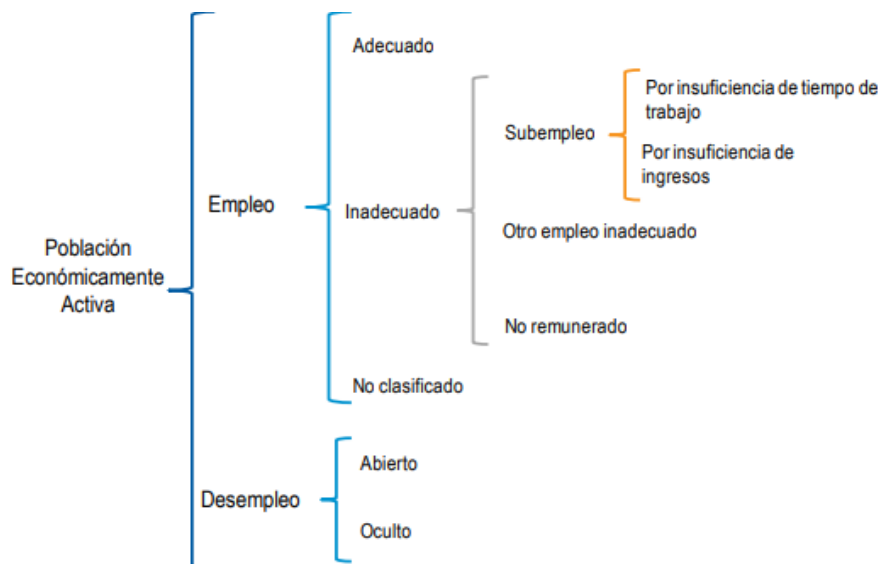 Población
Económicamente
Activa
Empleo
Adecuado
Inadecuado
Subempleo
Por insuficiencia de tiempo de
trabajo
Por insuficiencia de
ingresos
Otro empleo inadecuado
No remunerado
No clasificado
Desempleo
Abierto
Oculto